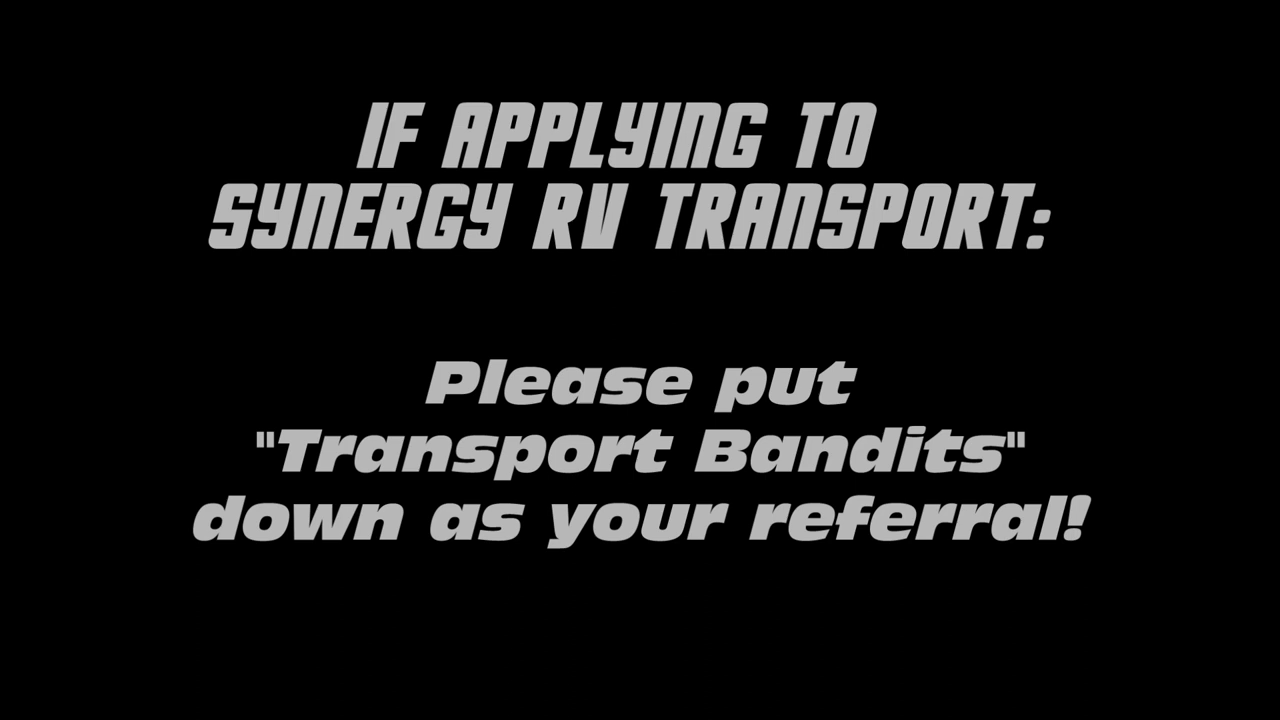 IF APPLYING TO
SYNERGY RV TRANSPORT:
Please put
"Transport Bandits"
down as your referral!